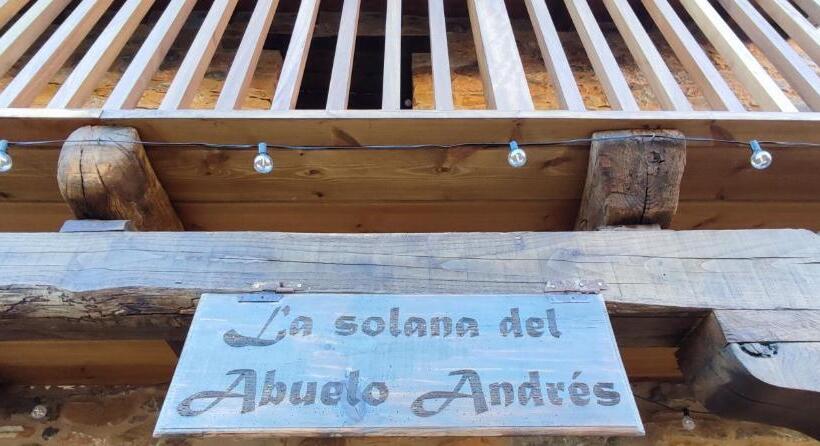 La solana del
Abuelo Andrés